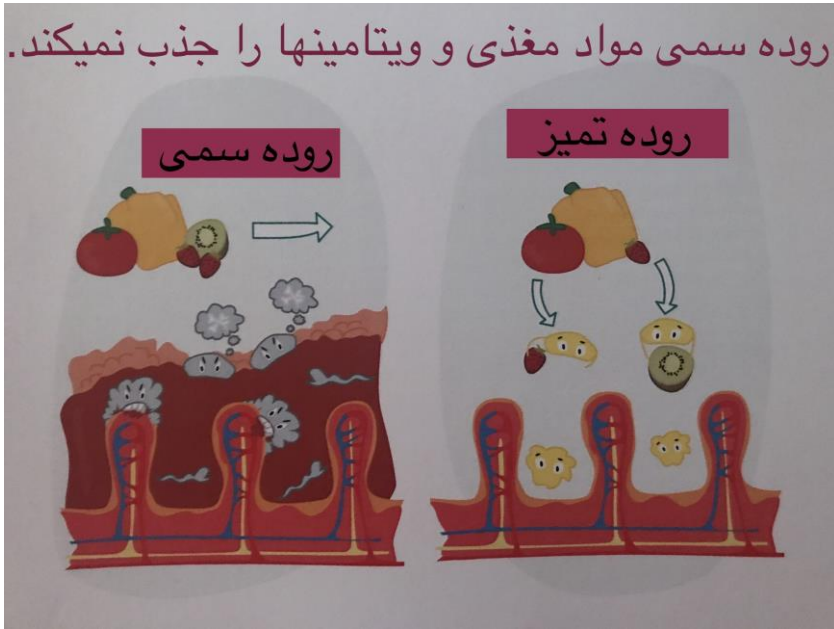 روده سمی مواد مغذی و ویتامینها را جذب نمیکند.
روده تمیز
روده سمی